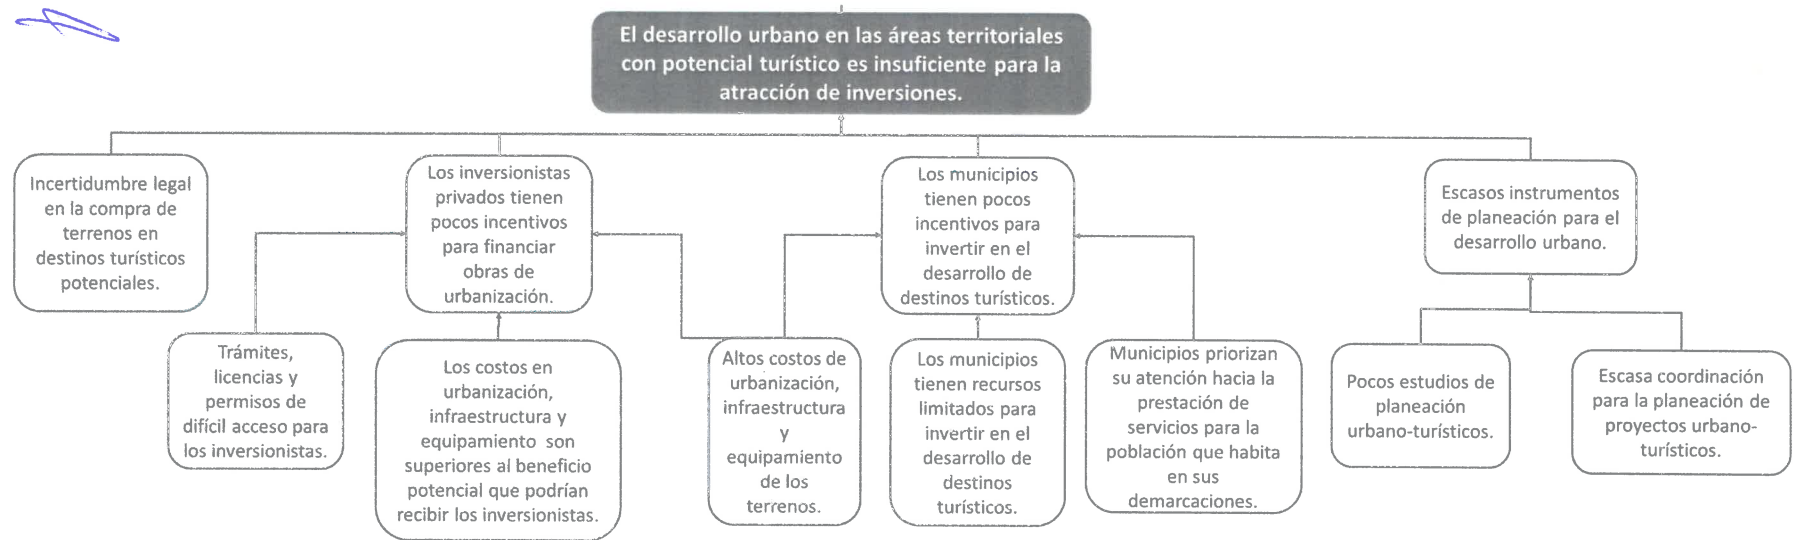 El desarrollo urbano en las áreas territoriales
con potencial turístico es insuficiente para la
atracción de inversiones.
Incertidumbre legal
en la compra de
terrenos en
destinos turísticos
potenciales.
Los inversionistas
privados tienen
pocos incentivos
para financiar
obras de
urbanización.
Los municipios
tienen pocos
incentivos para
invertir en el
desarrollo de
destinos turísticos.
Escasos instrumentos
de planeación para el
desarrollo urbano.
Trámites,
licencias y
permisos de
difícil acceso para
los inversionistas.
Los costos en
urbanización,
infraestructura y
equipamiento son
superiores al beneficio
potencial que podrían
recibir los inversionistas.
Altos costos de
urbanización,
infraestructura
y
equipamiento
de los
terrenos.
Los municipios
tienen recursos
limitados para
invertir en el
desarrollo de
destinos
turísticos.
Municipios priorizan
su atención hacia la
prestación de
servicios para la
población que habita
en sus
demarcaciones.
Pocos estudios de
planeación
urbano-turísticos.
Escasa coordinación
para la planeación de
proyectos urbano-
turísticos.